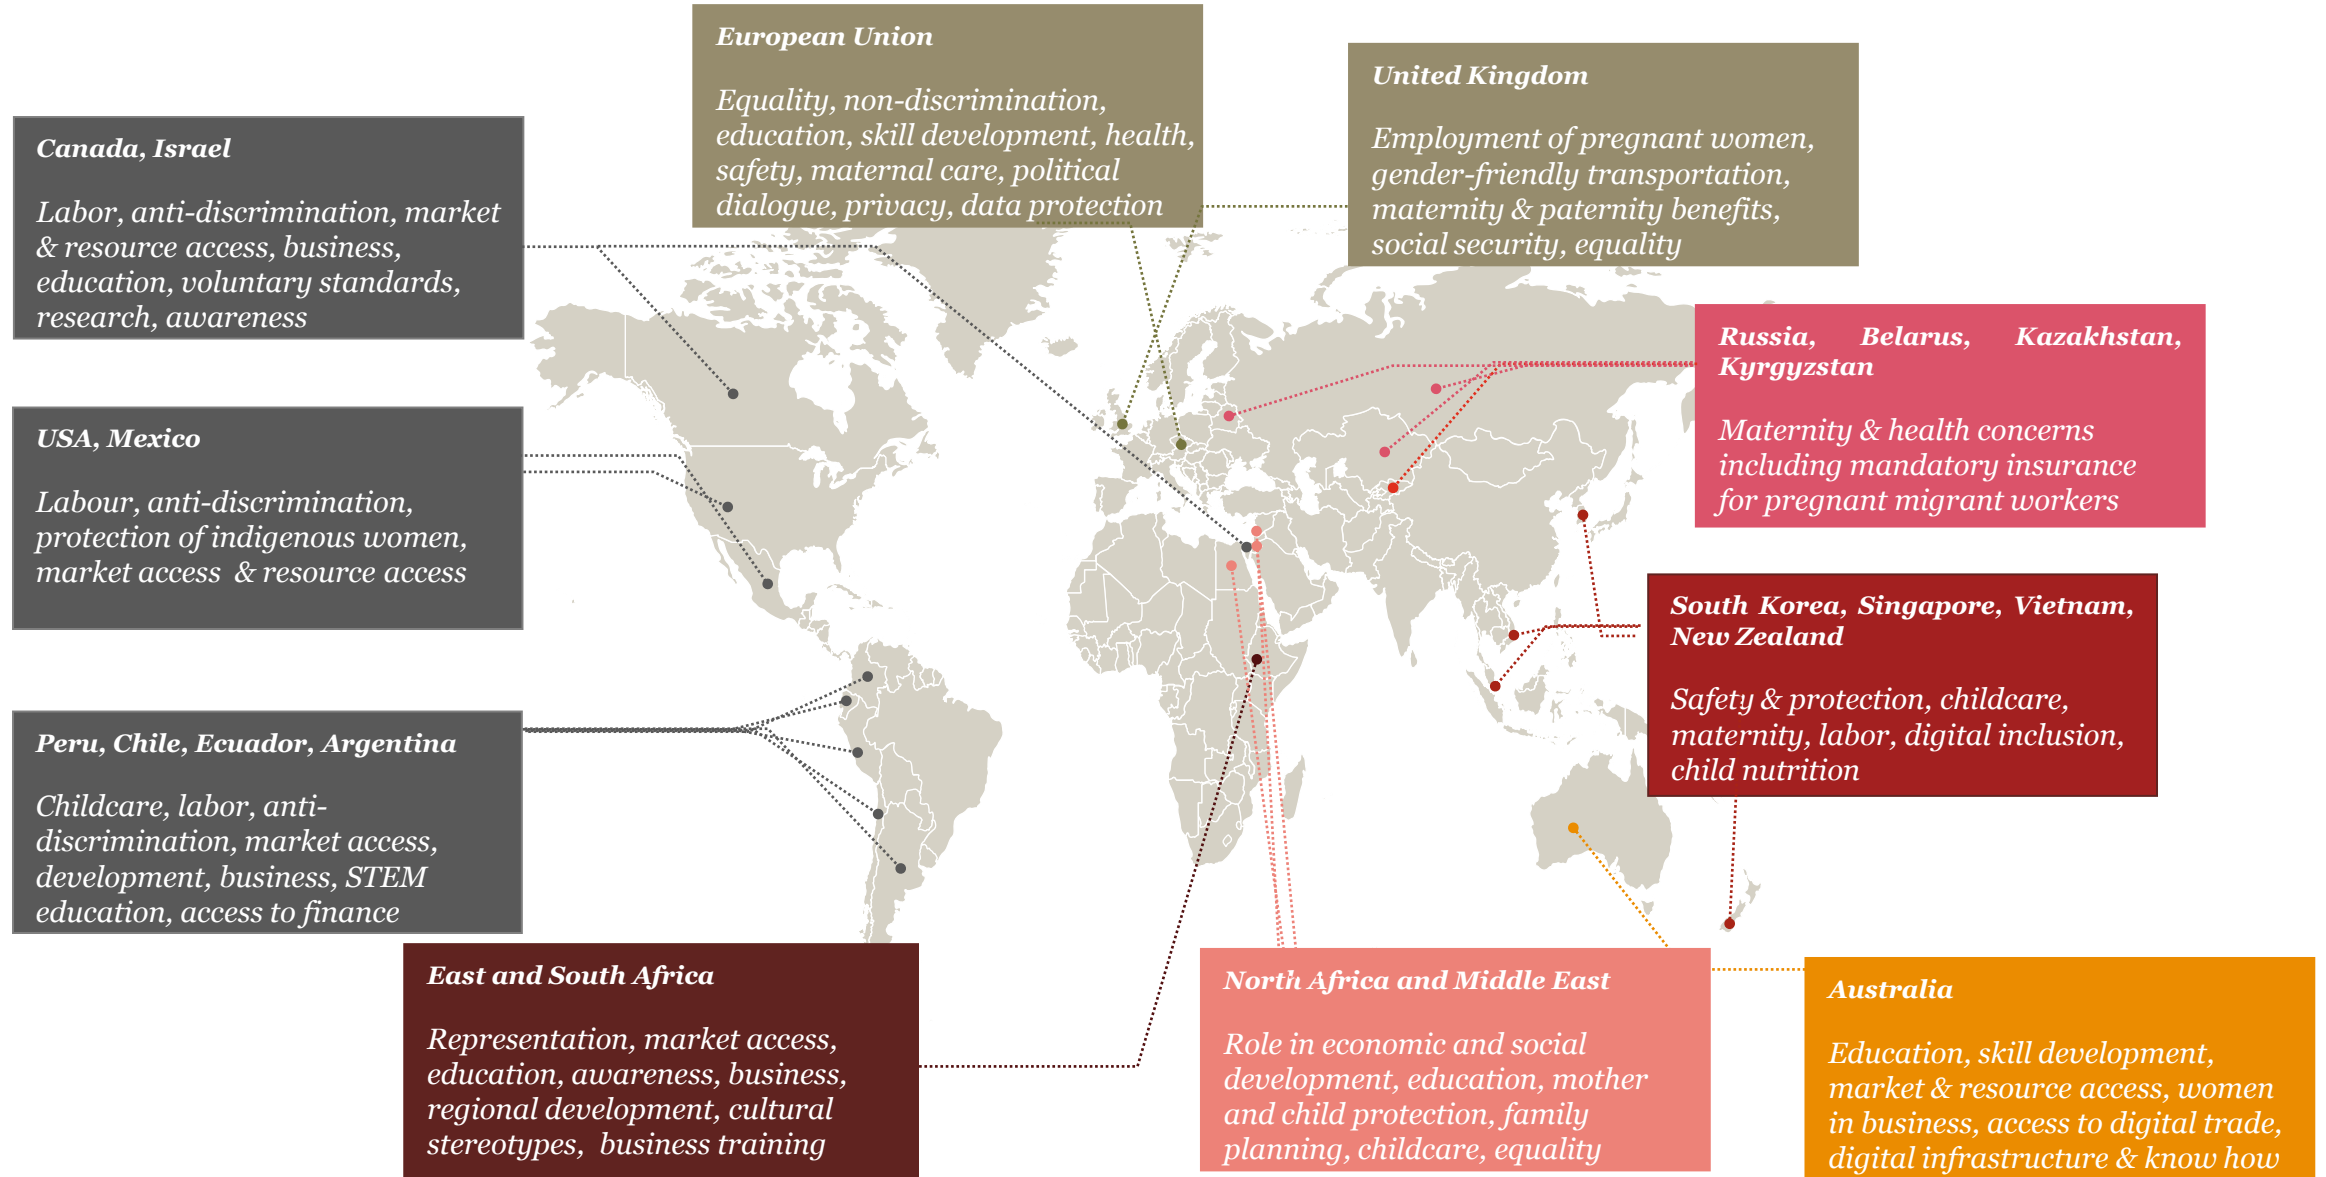 European Union
Equality, non-discrimination,
education, skill development, health,
safety, maternal care, political
dialogue, privacy, data protection
United Kingdom
Employment of pregnant women,
gender-friendly transportation,
maternity & paternity benefits,
social security, equality
Canada, Israel
Labor, anti-discrimination, market
& resource access, business,
education, voluntary standards,
research, awareness
Russia, Belarus, Kazakhstan,
Kyrgyzstan
Maternity & health concerns
including mandatory insurance
for pregnant migrant workers
USA, Mexico
Labour, anti-discrimination,
protection of indigenous women,
market access & resource access
South Korea, Singapore, Vietnam,
New Zealand
Safety & protection, childcare,
maternity, labor, digital inclusion,
child nutrition
Peru, Chile, Ecuador, Argentina
Childcare, labor, anti-
discrimination, market access,
development, business, STEM
education, access to finance
East and South Africa
Representation, market access,
education, awareness, business,
regional development, cultural
stereotypes, business training
North Africa and Middle East
Role in economic and social
development, education, mother
and child protection, family
planning, childcare, equality
Australia
Education, skill development,
market & resource access, women
in business, access to digital trade,
digital infrastructure & know how